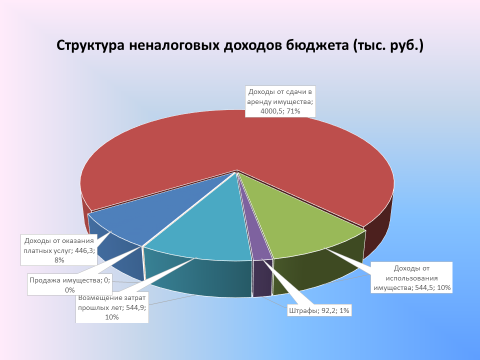 Структура неналоговых доходов бюджета (тыс. руб.)
Доходы от сдачи в
аренду имущества;
4000,5; 71%
Доходы от оказания
платных услуг; 446,3;
8%
Продажа имущества; 0;
0%
Возмещение затрат
прошлых лет; 544,9;
10%
Штрафы; 92,2; 1%
Доходы от
использования
имущества; 544,5; 10%